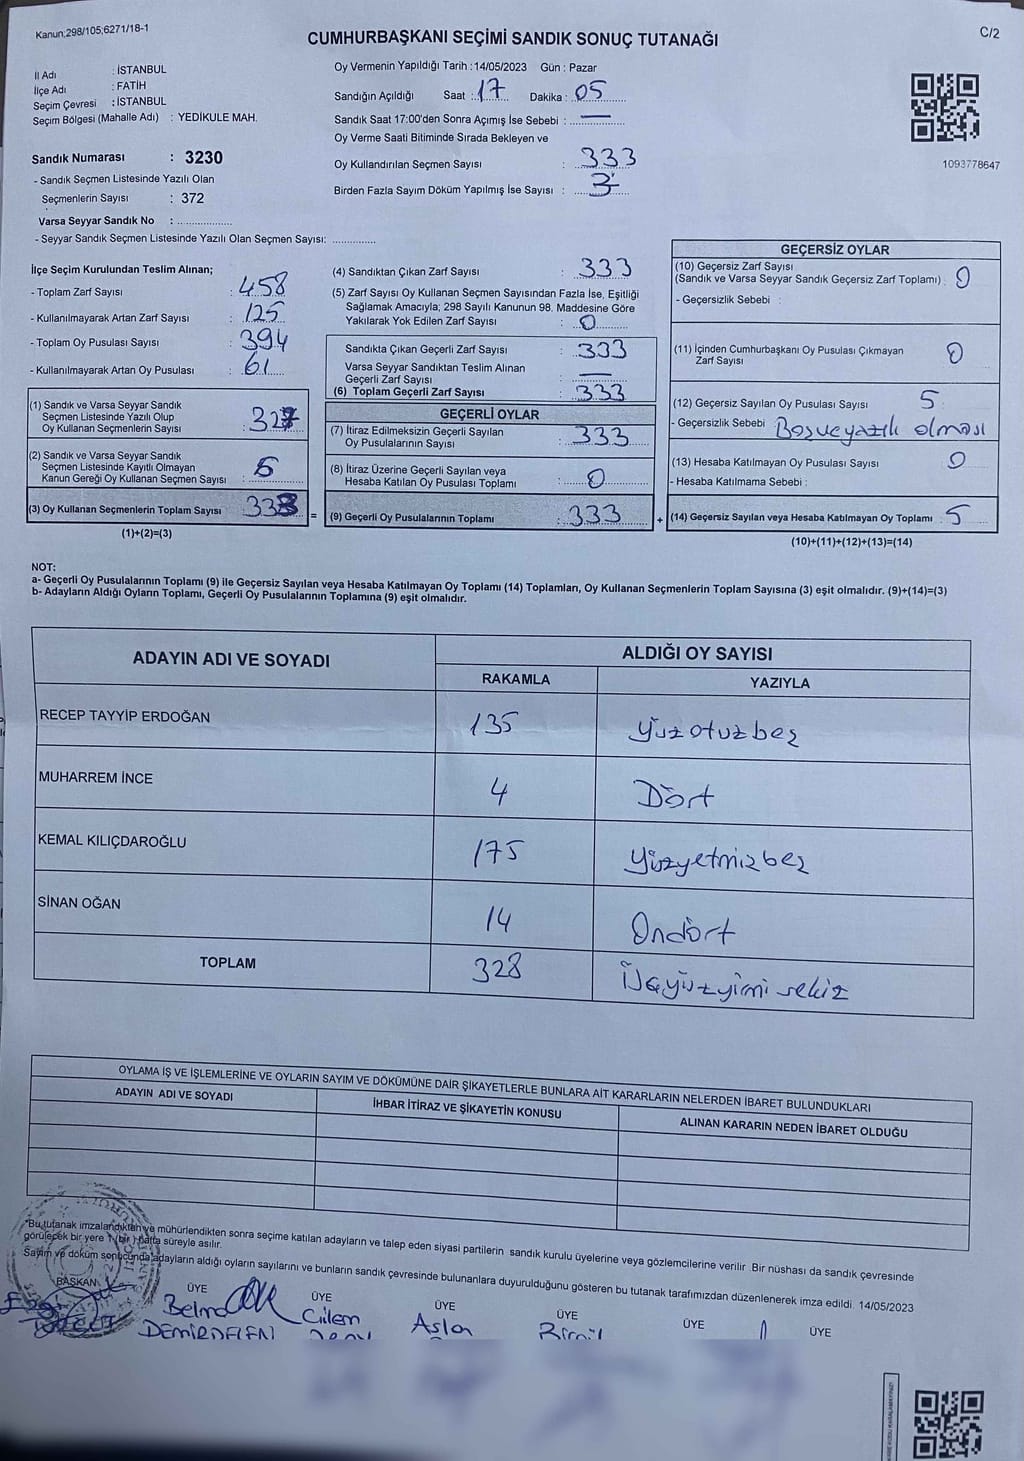 Kanun;298/105;6271/18-1
C/2
CUMHURBAŞKANI SEÇİMİ SANDIK SONUÇ TUTANAĞI
İl Adı : İSTANBUL
İlçe Adı : FATİH
Seçim Çevresi : İSTANBUL
Seçim Bölgesi (Mahalle Adı) : YEDİKULE MAH.
Sandık Numarası : 3230
- Sandık Seçmen Listesinde Yazılı Olan
Seçmenlerin Sayısı : 372
Varsa Seyyar Sandık No : ....................
- Seyyar Sandık Seçmen Listesinde Yazılı Olan Seçmen Sayısı: ..............
Oy Vermenin Yapıldığı Tarih :14/05/2023 Gün : Pazar
Sandığın Açıldığı Saat : 17 Dakika : 05
Sandık Saat 17:00'den Sonra Açımış İse Sebebi : —
Oy Verme Saati Bitiminde Sırada Bekleyen ve
Oy Kullandırılan Seçmen Sayısı : 333
Birden Fazla Sayım Döküm Yapılmış İse Sayısı : 3
1093778647
İlçe Seçim Kurulundan Teslim Alınan;
- Toplam Zarf Sayısı : 458
- Kullanılmayarak Artan Zarf Sayısı : 125
- Toplam Oy Pusulası Sayısı : 394
- Kullanılmayarak Artan Oy Pusulası : 61
(1) Sandık ve Varsa Seyyar Sandık
Seçmen Listesinde Yazılı Olup
Oy Kullanan Seçmenlerin Sayısı :
(2) Sandık ve Varsa Seyyar Sandık
Seçmen Listesinde Kayıtlı Olmayan
Kanun Gereği Oy Kullanan Seçmen Sayısı :
(3) Oy Kullanan Seçmenlerin Toplam Sayısı
(1)+(2)=(3)
=
(4) Sandıktan Çıkan Zarf Sayısı : 333
(5) Zarf Sayısı Oy Kullanan Seçmen Sayısından Fazla İse, Eşitliği
Sağlamak Amacıyla; 298 Sayılı Kanunun 98. Maddesine Göre
Yakılarak Yok Edilen Zarf Sayısı : 0
Sandıkta Çıkan Geçerli Zarf Sayısı : 333
Varsa Seyyar Sandıktan Teslim Alınan
Geçerli Zarf Sayısı : —
(6) Toplam Geçerli Zarf Sayısı : 333
GEÇERLİ OYLAR
(7) İtiraz Edilmeksizin Geçerli Sayılan
Oy Pusulalarının Sayısı : 333
(8) İtiraz Üzerine Geçerli Sayılan veya
Hesaba Katılan Oy Pusulası Toplamı : 0
(9) Geçerli Oy Pusulalarının Toplamı : 333
+
GEÇERSİZ OYLAR
(10) Geçersiz Zarf Sayısı
(Sandık ve Varsa Seyyar Sandık Geçersiz Zarf Toplamı) : 0
- Geçersizlik Sebebi :
(11) İçinden Cumhurbaşkanı Oy Pusulası Çıkmayan
Zarf Sayısı 0
(12) Geçersiz Sayılan Oy Pusulası Sayısı : 5
- Geçersizlik Sebebi
(13) Hesaba Katılmayan Oy Pusulası Sayısı : 0
- Hesaba Katılmama Sebebi :
(14) Geçersiz Sayılan veya Hesaba Katılmayan Oy Toplamı : 5
(10)+(11)+(12)+(13)=(14)
NOT:
a- Geçerli Oy Pusulalarının Toplamı (9) ile Geçersiz Sayılan veya Hesaba Katılmayan Oy Toplamı (14) Toplamları, Oy Kullanan Seçmenlerin Toplam Sayısına (3) eşit olmalıdır. (9)+(14)=(3)
b- Adayların Aldığı Oyların Toplamı, Geçerli Oy Pusulalarının Toplamına (9) eşit olmalıdır.
ADAYIN ADI VE SOYADI
ALDIĞI OY SAYISI
RAKAMLA YAZIYLA
RECEP TAYYİP ERDOĞAN 135 Yüzotuzbeş
MUHARREM İNCE 4 Dört
KEMAL KILIÇDAROĞLU 175 Yüzyetmizbeş
SİNAN OĞAN 14 Ondört
TOPLAM 328 Üçyüzyirmi sekiz
OYLAMA İŞ VE İŞLEMLERİNE VE OYLARIN SAYIM VE DÖKÜMÜNE DAİR ŞİKAYETLERLE BUNLARA AİT KARARLARIN NELERDEN İBARET BULUNDUKLARI
ADAYIN ADI VE SOYADI
İHBAR İTİRAZ VE ŞİKAYETİN KONUSU
ALINAN KARARIN NEDEN İBARET OLDUĞU
"Bu tutanak imzalandıktan ve mühürlendikten sonra seçime katılan adayların ve talep eden siyasi partilerin sandık kurulu üyelerine veya gözlemcilerine verilir. Bir nüshası da sandık çevresinde
görülecek bir yere 1 (bir) hafta süreyle asılır.
Sayım ve döküm sonucunda adayların aldığı oyların sayılarını ve bunların sandık çevresinde bulunanlara duyurulduğunu gösteren bu tutanak tarafımızdan düzenlenerek imza edildi. 14/05/2023
BAŞKAN ÜYE ÜYE ÜYE ÜYE ÜYE ÜYE
Belma Gülem Aslan Birgül
DEMİRDELEN